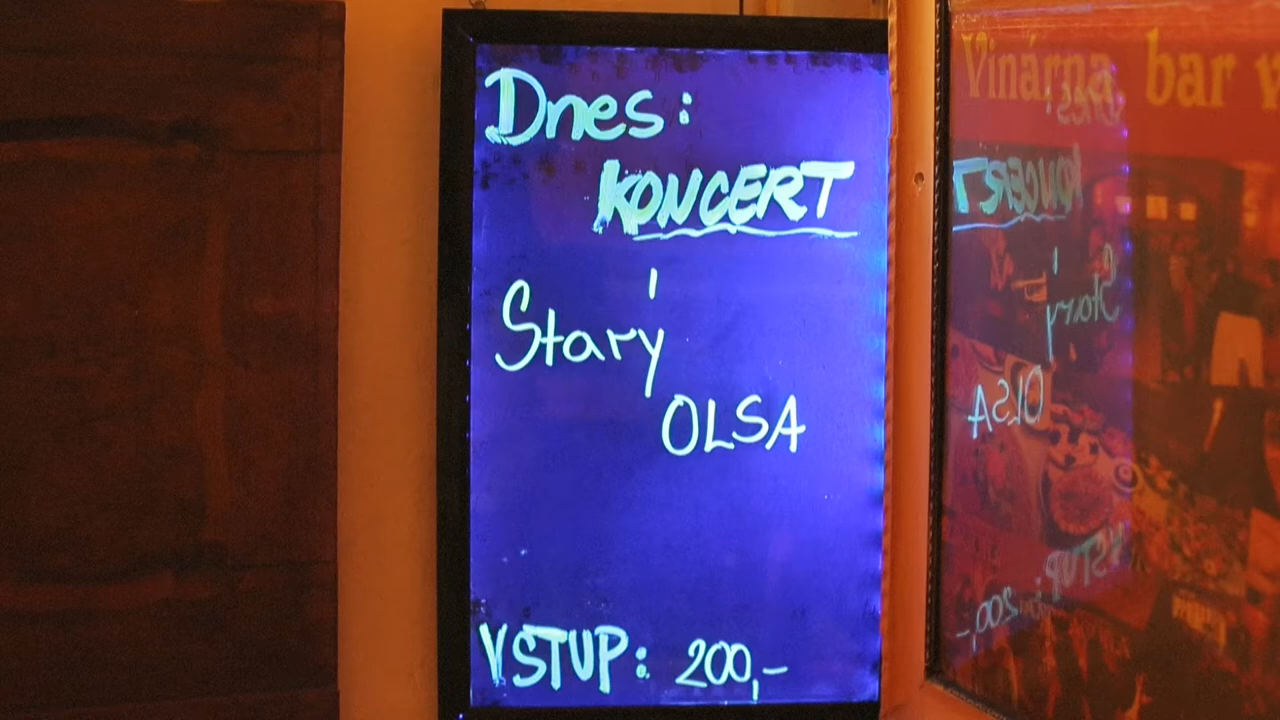 Dnes:
KONCERT
Starý
OLSA
VSTUP: 200,-
Vinárna bar